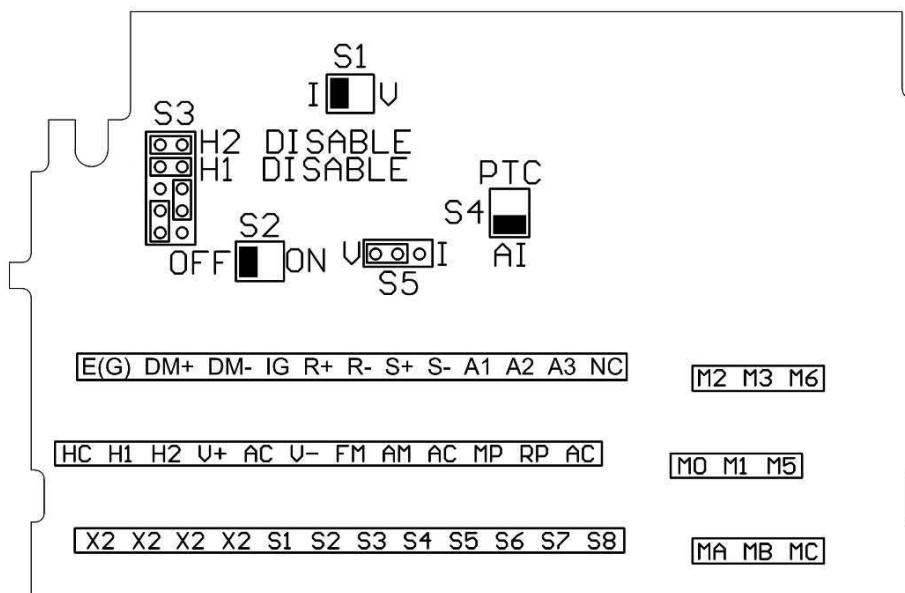 S1
I V
S3
H2 DISABLE
H1 DISABLE
PTC
S4
S2
OFF ON
V I
AI
S5
E(G) DM+ DM- IG R+ R- S+ S- A1 A2 A3 NC
M2 M3 M6
HC H1 H2 V+ AC V- FM AM AC MP RP AC
M0 M1 M5
X2 X2 X2 X2 S1 S2 S3 S4 S5 S6 S7 S8
MA MB MC